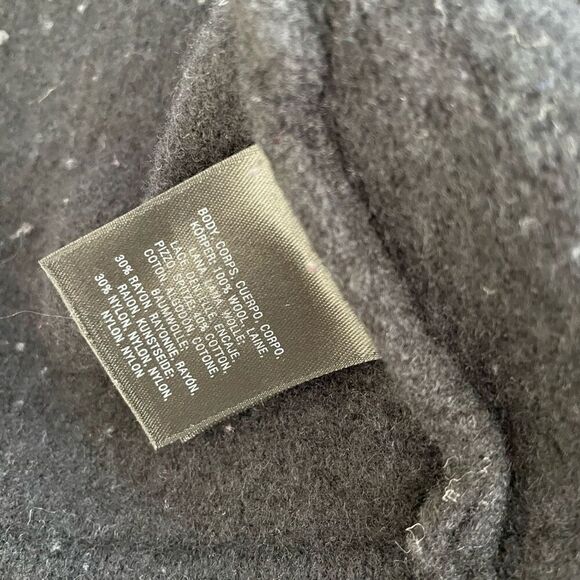 BODY, CORPS, CUERPO, CORPO,
KÖRPER: 100% WOOL, LAINE,
LANA, LANA, WOLLE;
LACE, DENTELLE, ENCAJE,
PIZZO, SPITZE: 40% COTTON,
COTON, ALGODÓN, COTONE,
BAUMWOLLE;
30% RAYON, RAYONNE, RAYÓN,
RAION, KUNSTSEIDE;
30% NYLON, NYLON, NYLON,
NYLON, NYLON